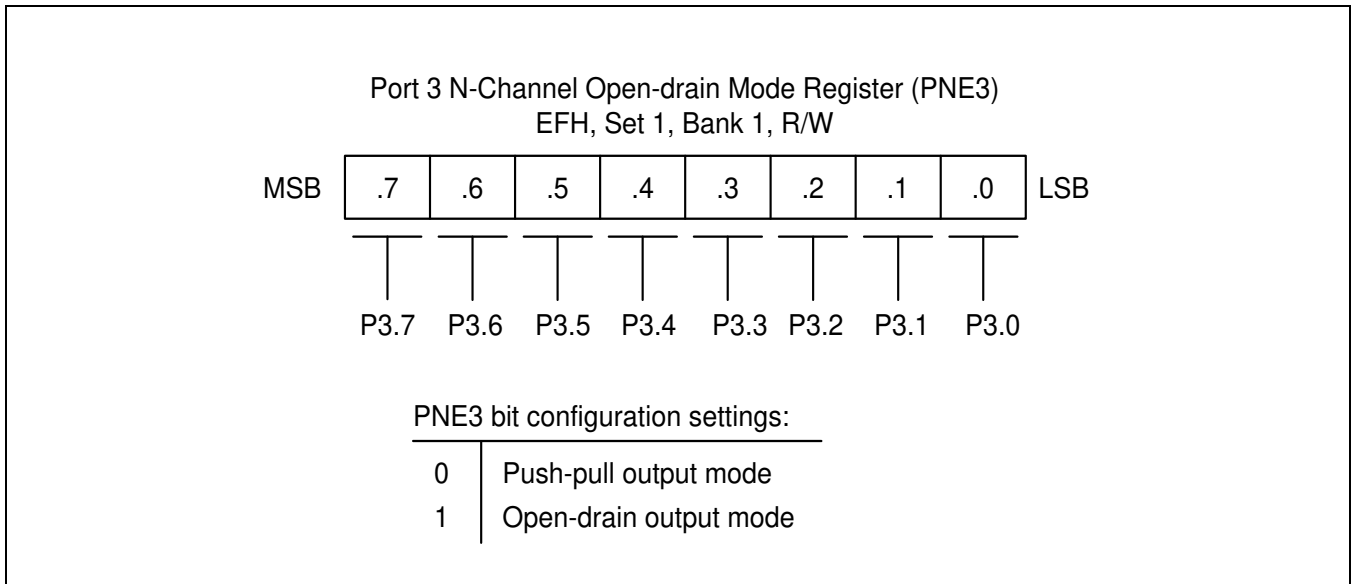 Port 3 N-Channel Open-drain Mode Register (PNE3)
EFH, Set 1, Bank 1, R/W
MSB .7 .6 .5 .4 .3 .2 .1 .0 LSB
P3.7 P3.6 P3.5 P3.4 P3.3 P3.2 P3.1 P3.0
PNE3 bit configuration settings:
0 Push-pull output mode
1 Open-drain output mode